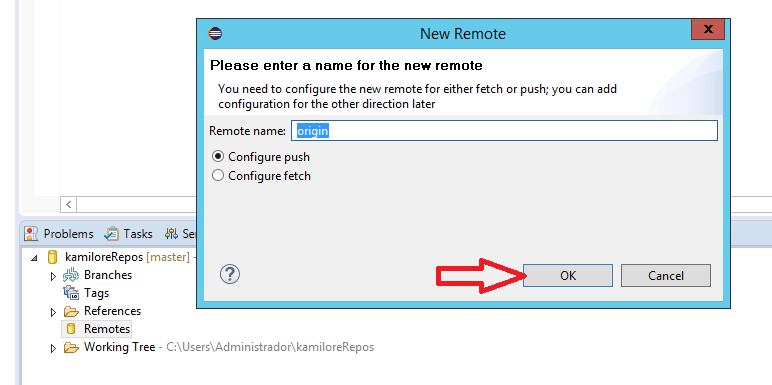 New Remote
x
Please enter a name for the new remote
You need to configure the new remote for either fetch or push; you can add
configuration for the other direction later
Remote name: origin
Configure push
Configure fetch
?
OK
Cancel
Problems Tasks Se
kamiloreRepos [master] -
Branches
Tags
References
Remotes
Working Tree - C:\Users\Administrador\kamiloreRepos